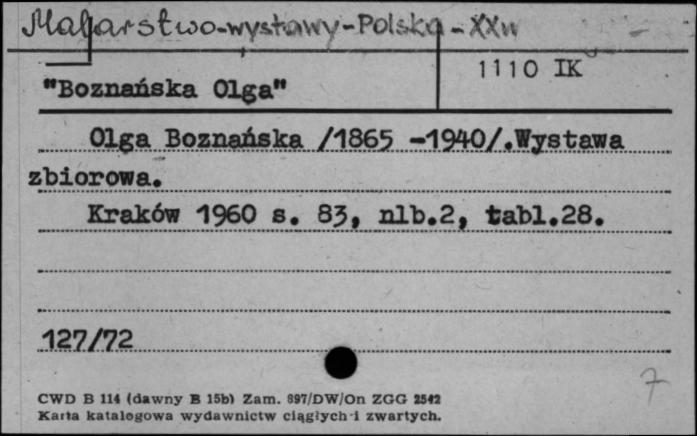 Malarstwo-wystawy-Polska-XXw
1110 IK
"Boznańska Olga"
Olga Boznańska /1865 -1940/.Wystawa
zbiorowa.
Kraków 1960 s. 83, nlb.2, tabl.28.
127/72
7
CWD B 114 (dawny B 15b) Zam. 897/DW/On ZGG 2542
Karta katalogowa wydawnictw ciągłych i zwartych.